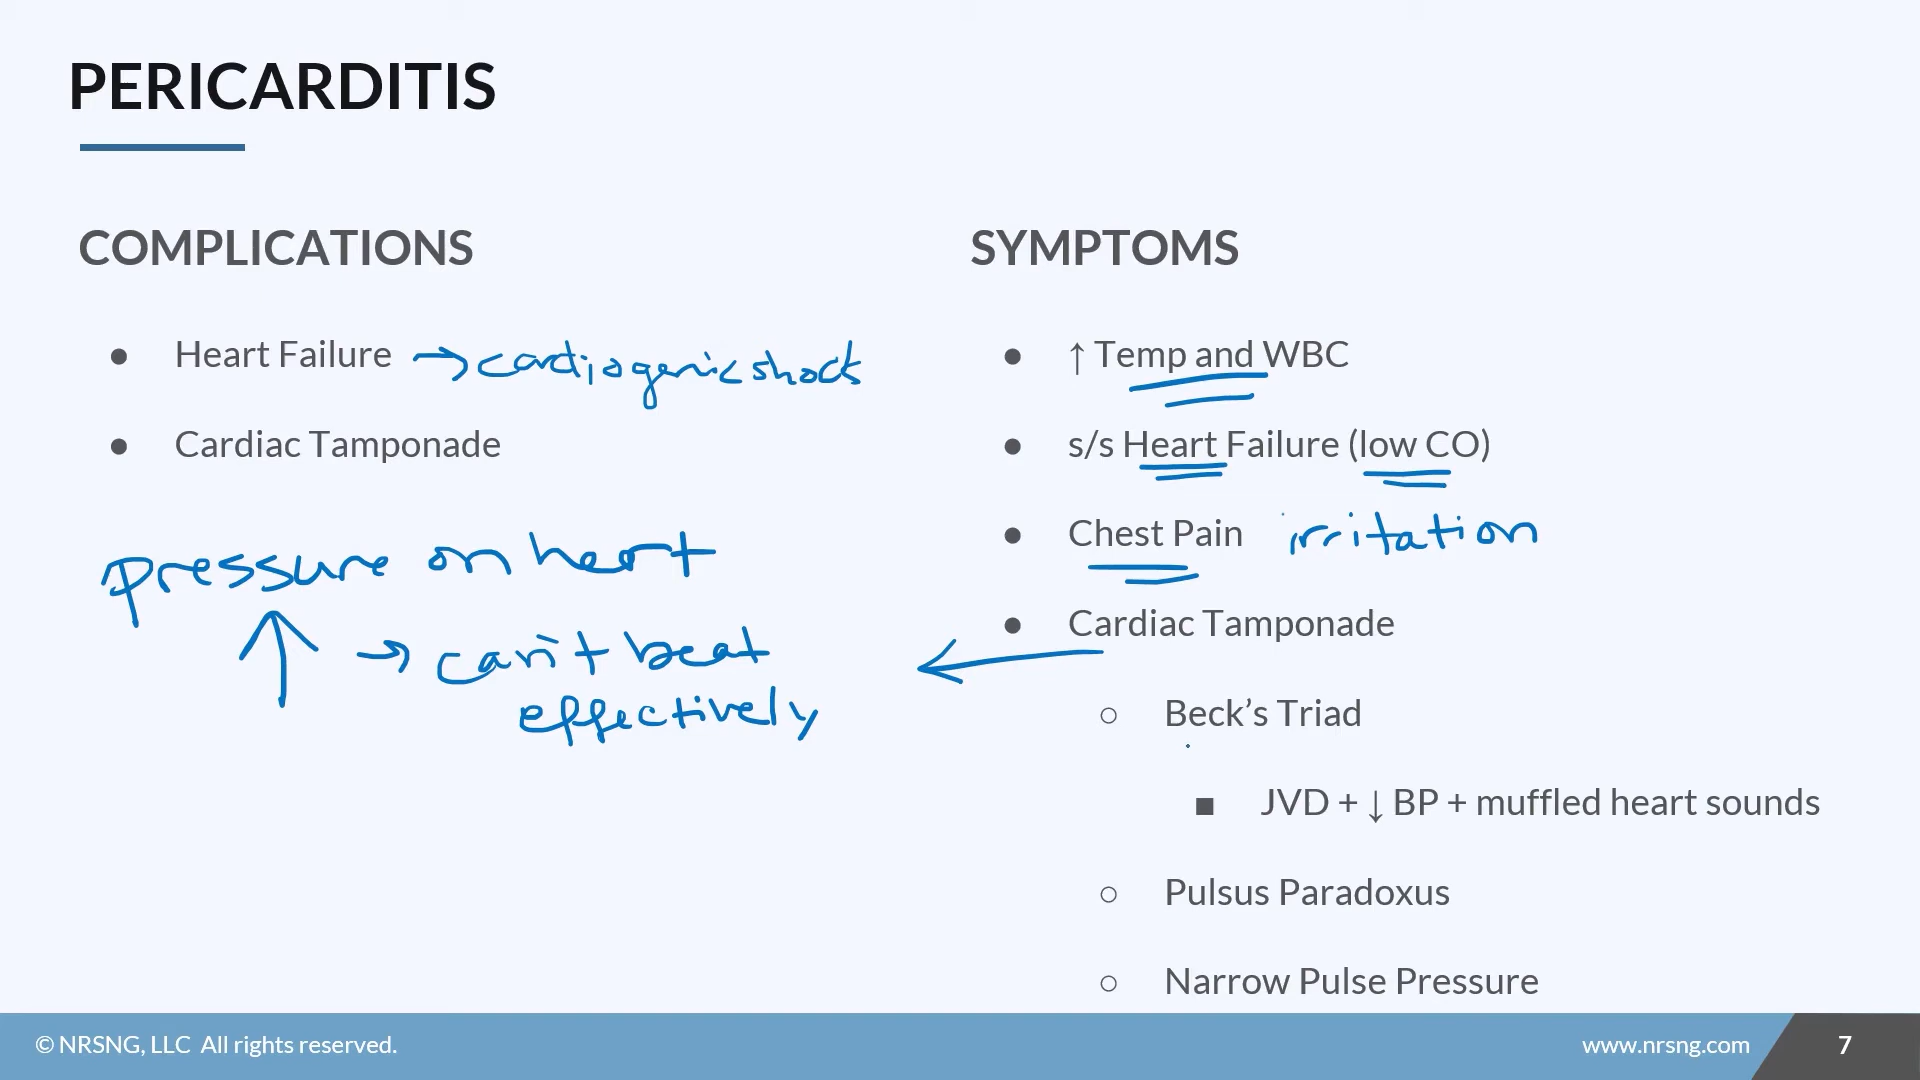 PERICARDITIS
COMPLICATIONS
● Heart Failure → cardiogenic shock
● Cardiac Tamponade
pressure on heart
↑ → can't beat
effectively
SYMPTOMS
● ↑ Temp and WBC
● s/s Heart Failure (low CO)
● Chest Pain irritation
● Cardiac Tamponade
○ Beck’s Triad
■ JVD + ↓ BP + muffled heart sounds
○ Pulsus Paradoxus
○ Narrow Pulse Pressure
© NRSNG, LLC All rights reserved.
www.nrsng.com 7